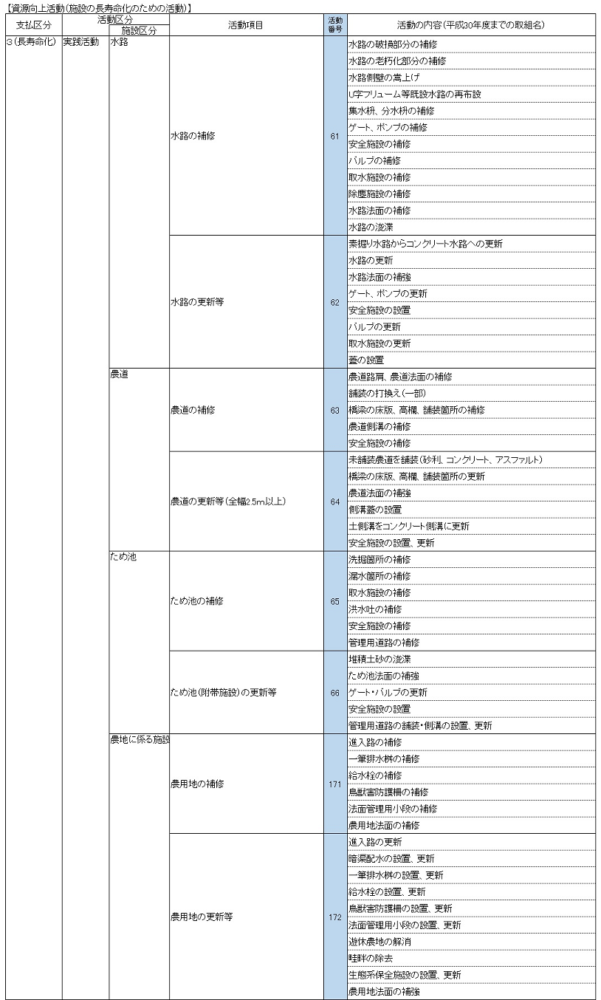 【資源向上活動（施設の長寿命化のための活動）】
支払区分
活動区分
施設区分
活動項目
活動
番号
活動の内容（平成30年度までの取組名）
３（長寿命化）
実践活動
水路
水路の補修
61
水路の破損部分の補修
水路の老朽化部分の補修
水路側壁の嵩上げ
U字フリューム等既設水路の再布設
集水枡、分水枡の補修
ゲート、ポンプの補修
安全施設の補修
バルブの補修
取水施設の補修
除塵施設の補修
水路法面の補修
水路の浚渫
水路の更新等
62
素掘り水路からコンクリート水路への更新
水路の更新
水路法面の補強
ゲート、ポンプの更新
安全施設の設置
バルブの更新
取水施設の更新
蓋の設置
農道
農道の補修
63
農道路肩、農道法面の補修
舗装の打換え（一部）
橋梁の床版、高欄、舗装箇所の補修
農道側溝の補修
安全施設の補修
農道の更新等（全幅2.5ｍ以上）
64
未舗装農道を舗装（砂利、コンクリート、アスファルト）
橋梁の床版、高欄、舗装箇所の更新
農道法面の補強
側溝蓋の設置
土側溝をコンクリート側溝に更新
安全施設の設置、更新
ため池
ため池の補修
65
洗掘箇所の補修
漏水箇所の補修
取水施設の補修
洪水吐の補修
安全施設の補修
管理用道路の補修
ため池（附帯施設）の更新等
66
堆積土砂の浚渫
ため池法面の補強
ゲート・バルブの更新
安全施設の設置
管理用道路の舗装・側溝の設置、更新
農地に係る施設
農用地の補修
171
進入路の補修
一筆排水桝の補修
給水栓の補修
鳥獣害防護柵の補修
法面管理用小段の補修
農用地法面の補修
農用地の更新等
172
進入路の更新
暗渠配水の設置、更新
一筆排水桝の設置、更新
給水栓の設置、更新
鳥獣害防護柵の設置、更新
法面管理用小段の設置、更新
遊休農地の解消
畦畔の除去
生態系保全施設の設置、更新
農用地法面の補強